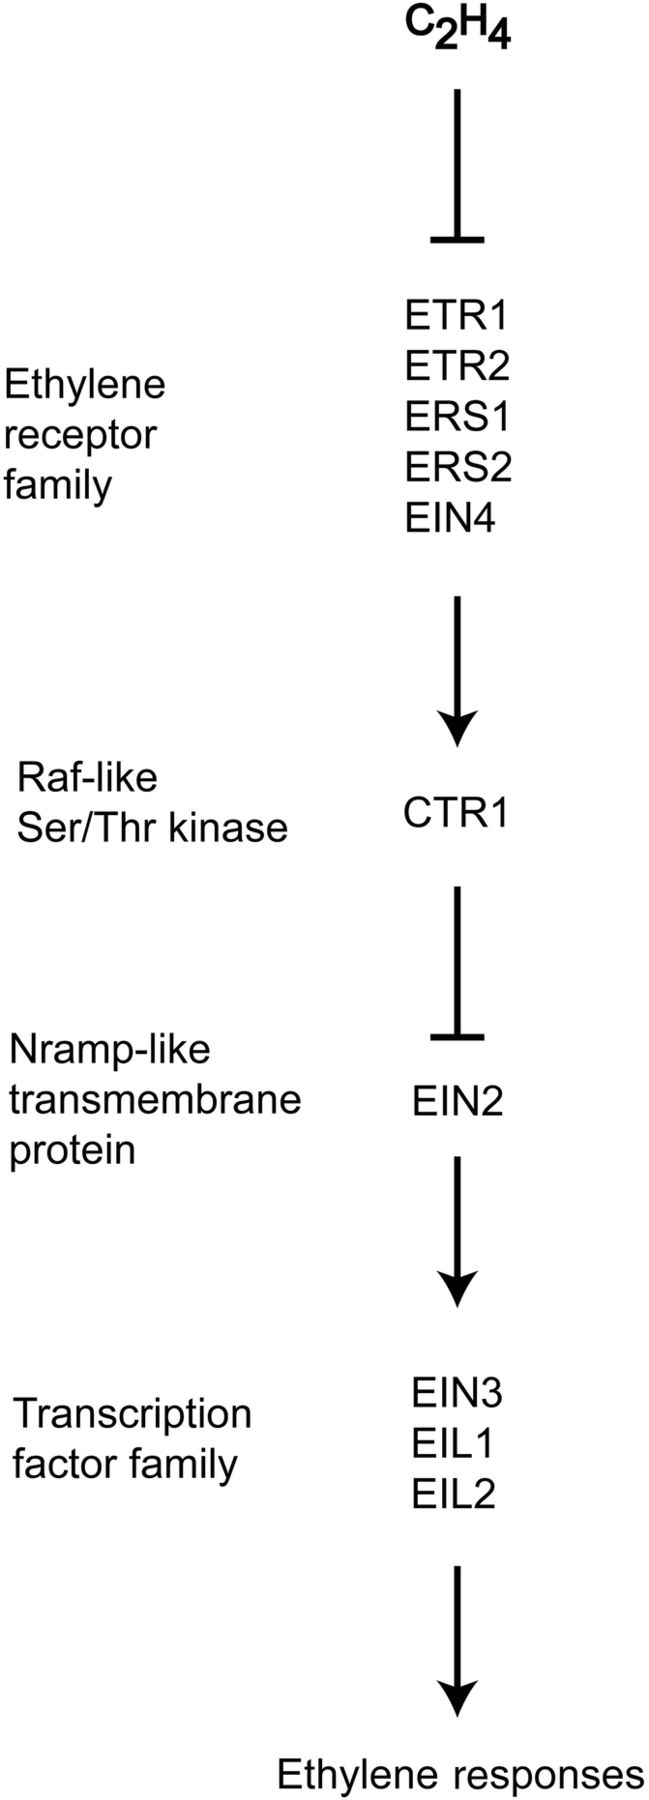 C₂H₄
ETR1
ETR2
ERS1
ERS2
EIN4
Ethylene
receptor
family
Raf-like
Ser/Thr kinase
CTR1
Nramp-like
transmembrane
protein
EIN2
Transcription
factor family
EIN3
EIL1
EIL2
Ethylene responses